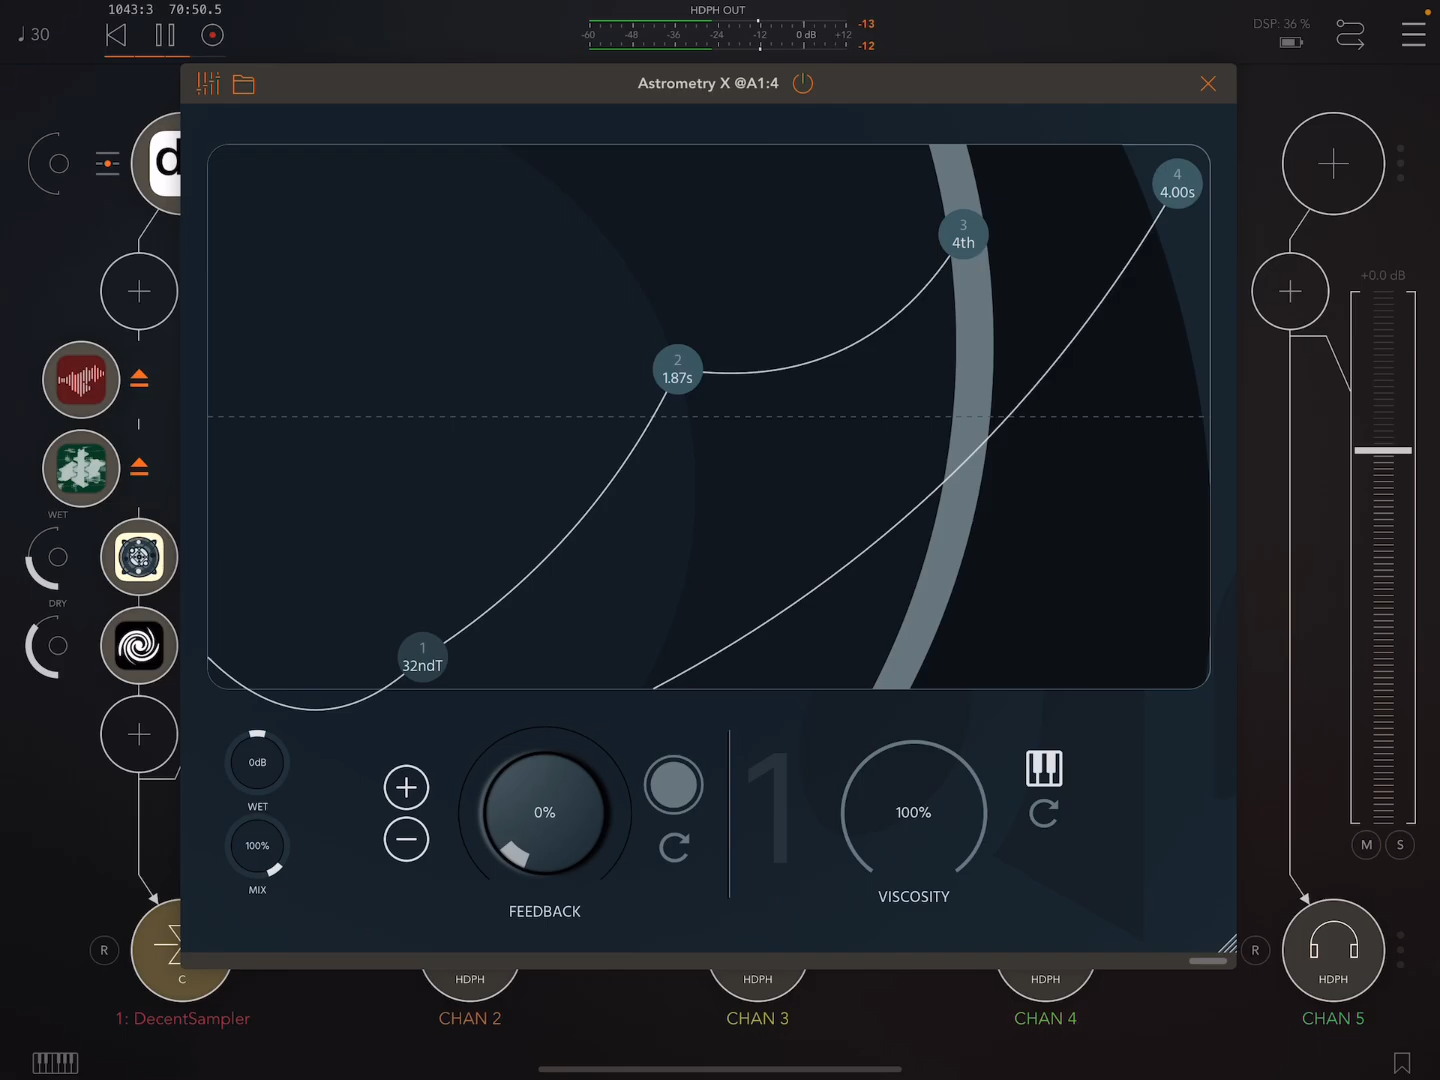 1043:3 70:50.5
HDPH OUT
♩30
-60 -48 -36 -24 -12 0 dB +12
-13
-12
DSP: 36 %
Astrometry X @A1:4
d
4
4.00s
3
4th
2
1.87s
1
32ndT
+0.0 dB
WET
DRY
0dB
WET
100%
MIX
0%
FEEDBACK
1
100%
VISCOSITY
M S
R
C
HDPH
HDPH
HDPH
R
HDPH
1: DecentSampler
CHAN 2
CHAN 3
CHAN 4
CHAN 5